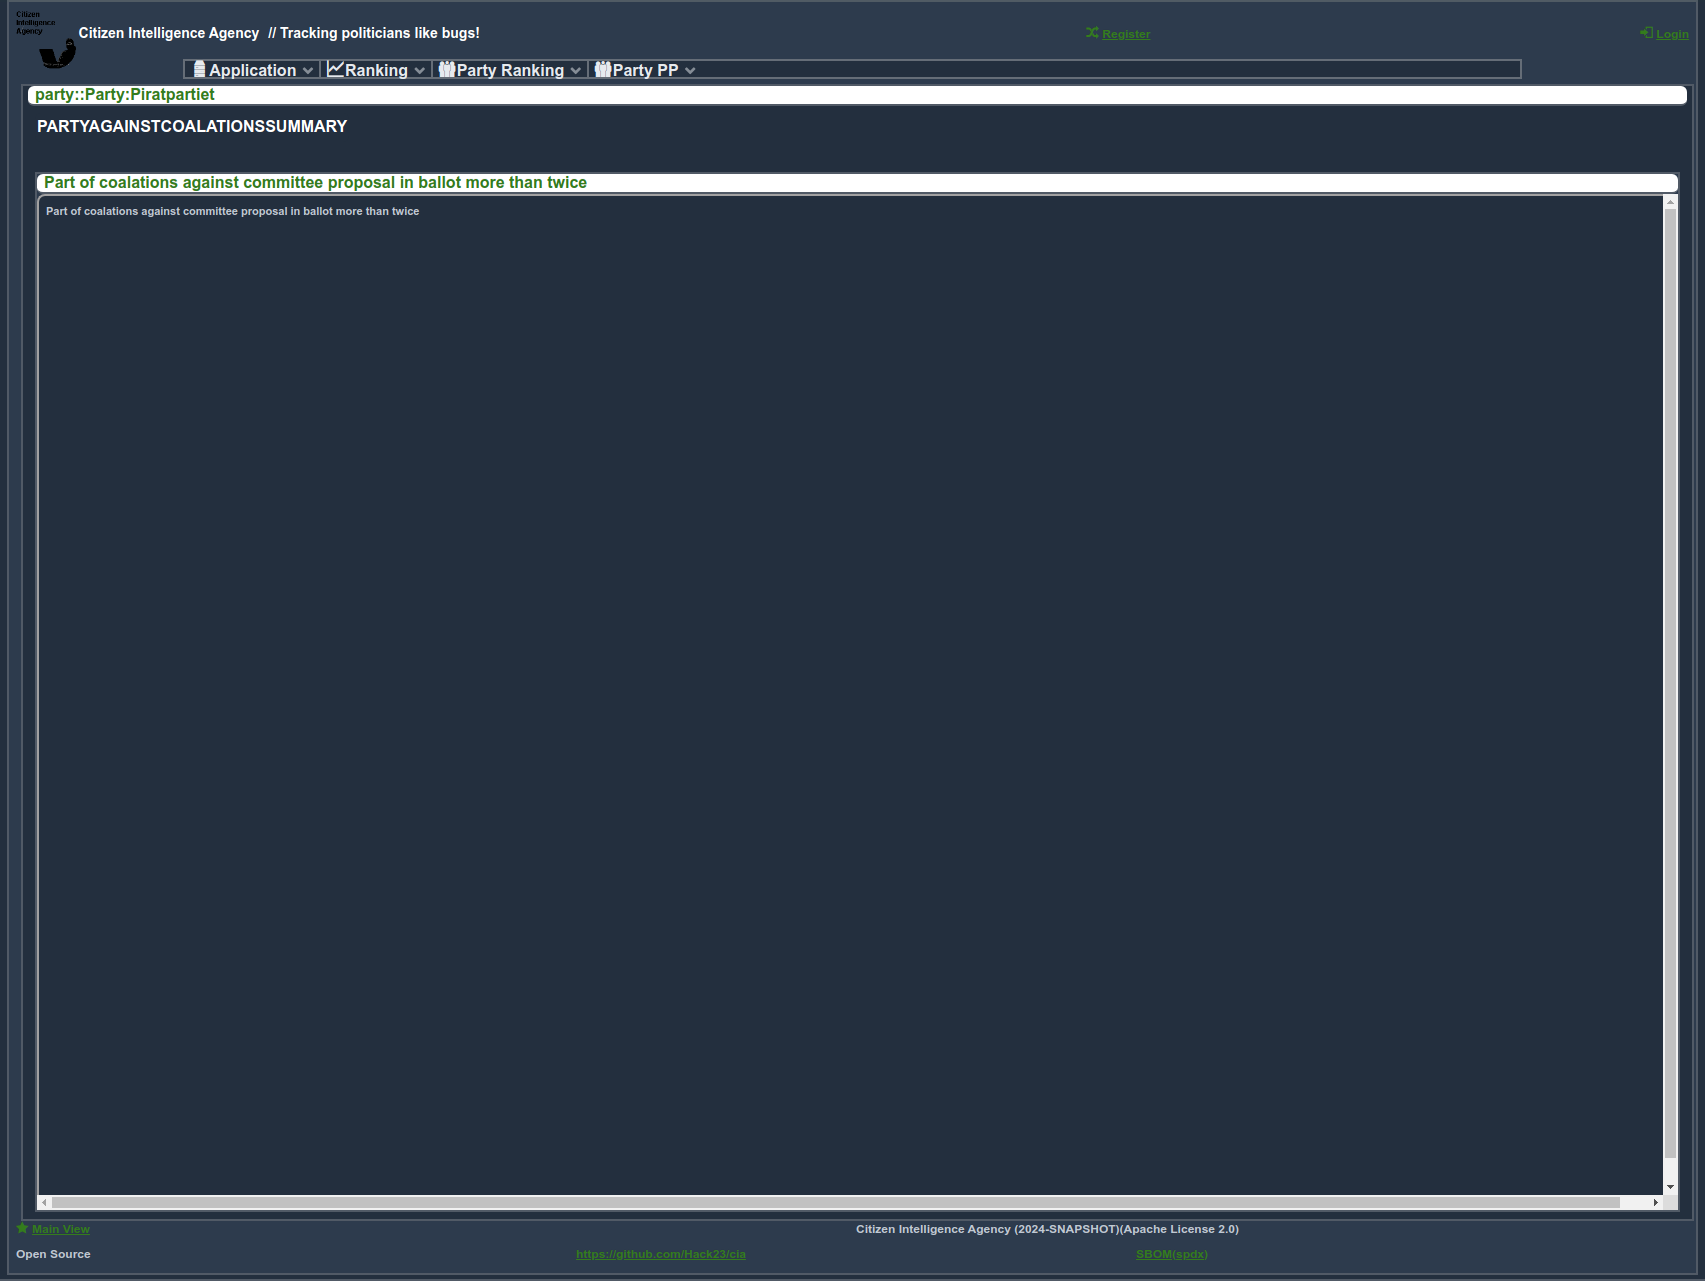 Citizen
Intelligence
Agency
Citizen Intelligence Agency // Tracking politicians like bugs!
Register
Login
Application
Ranking
Party Ranking
Party PP
party::Party:Piratpartiet
PARTYAGAINSTCOALATIONSSUMMARY
Part of coalations against committee proposal in ballot more than twice
Part of coalations against committee proposal in ballot more than twice
Main View
Citizen Intelligence Agency (2024-SNAPSHOT)(Apache License 2.0)
Open Source
https://github.com/Hack23/cia
SBOM(spdx)